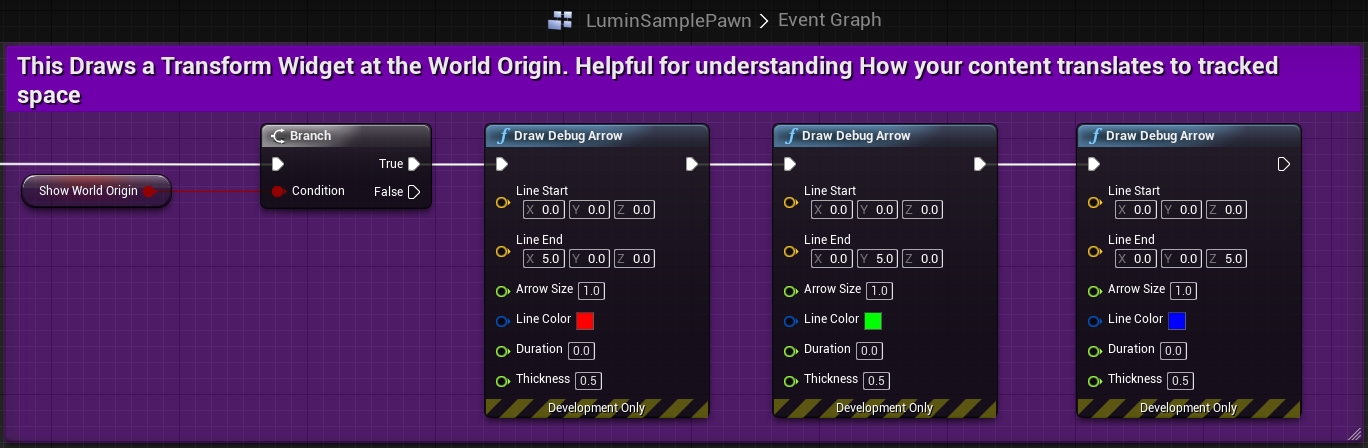 LuminSamplePawn > Event Graph
This Draws a Transform Widget at the World Origin. Helpful for understanding How your content translates to tracked
space
Branch
True
Show World Origin
Condition
False
f Draw Debug Arrow
Line Start
X 0.0 Y 0.0 Z 0.0
Line End
X 5.0 Y 0.0 Z 0.0
Arrow Size 1.0
Line Color
Duration 0.0
Thickness 0.5
Development Only
f Draw Debug Arrow
Line Start
X 0.0 Y 0.0 Z 0.0
Line End
X 0.0 Y 5.0 Z 0.0
Arrow Size 1.0
Line Color
Duration 0.0
Thickness 0.5
Development Only
f Draw Debug Arrow
Line Start
X 0.0 Y 0.0 Z 0.0
Line End
X 0.0 Y 0.0 Z 5.0
Arrow Size 1.0
Line Color
Duration 0.0
Thickness 0.5
Development Only